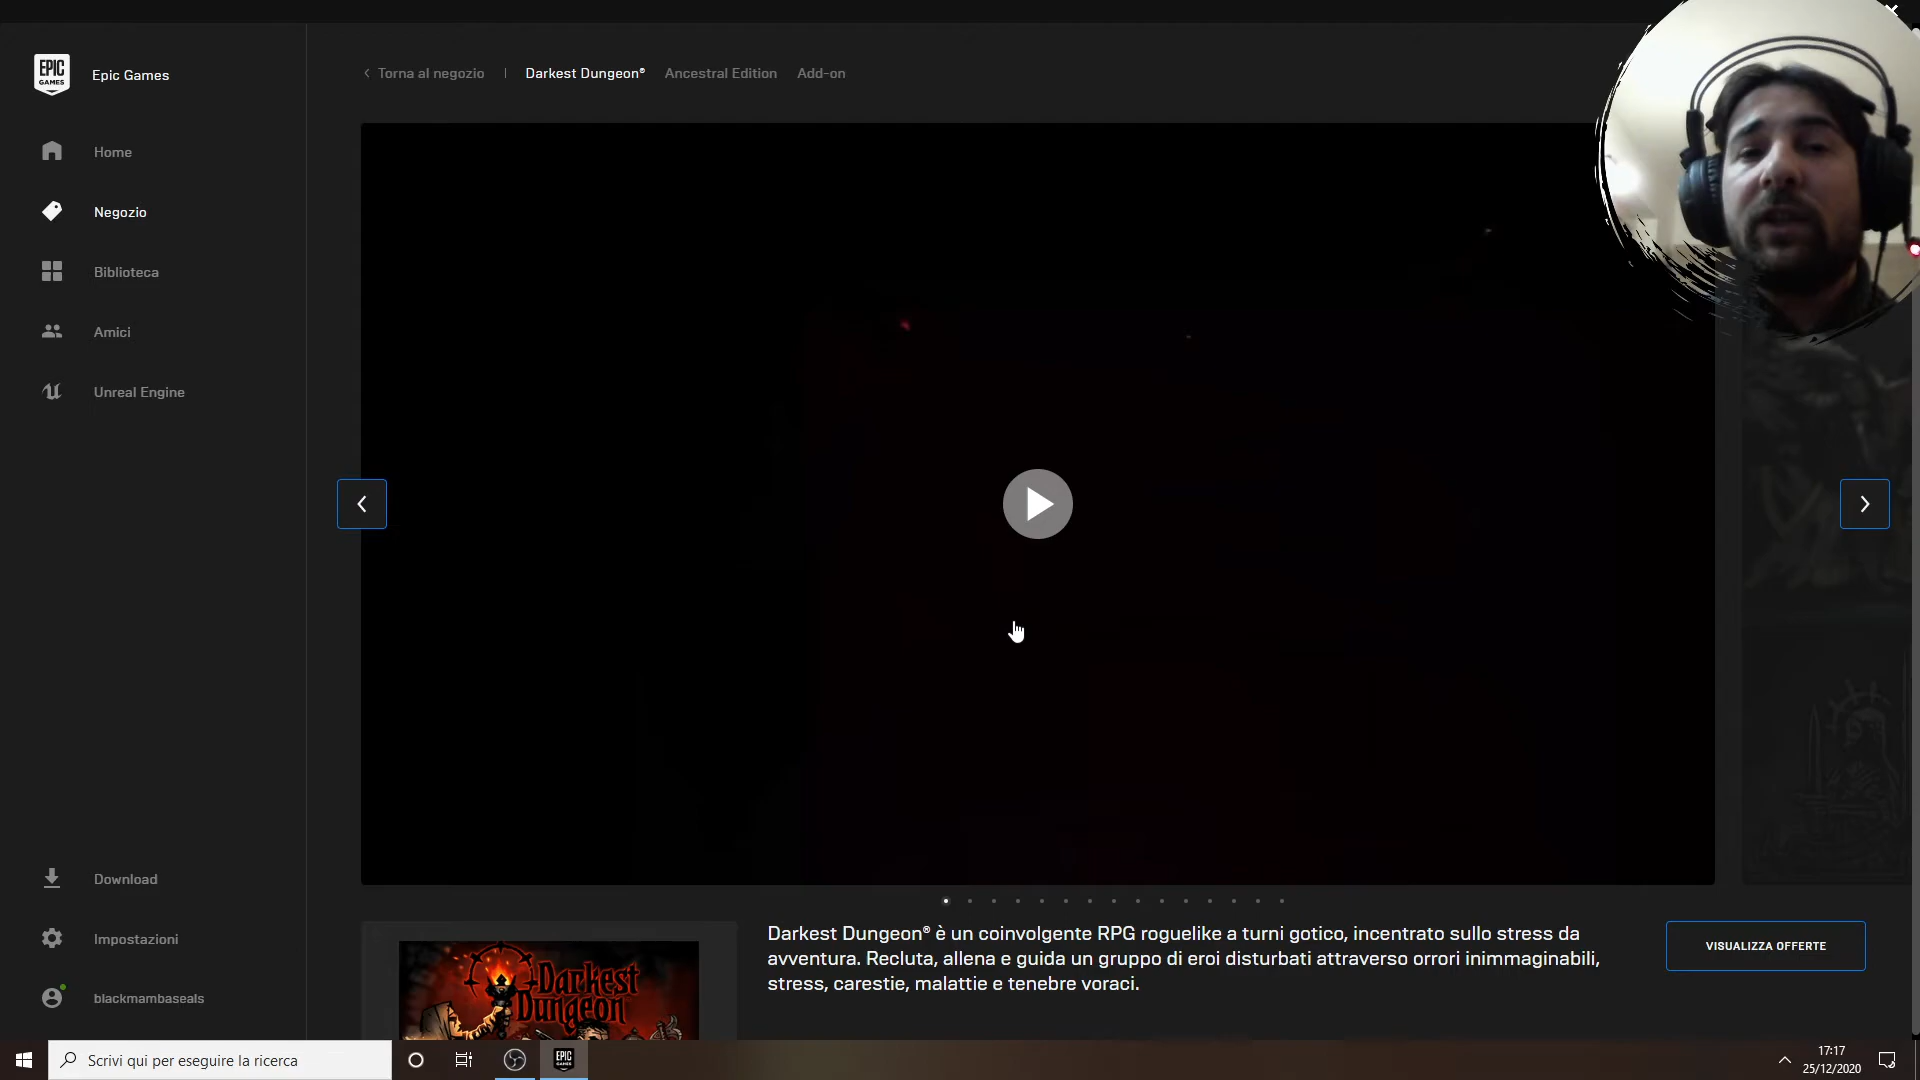 EPIC
GAMES
Epic Games
Torna al negozio
Darkest Dungeon®
Ancestral Edition
Add-on
Home
Negozio
Biblioteca
Amici
Unreal Engine
Download
Impostazioni
blackmambaseals
Darkest
Dungeon
Darkest Dungeon® è un coinvolgente RPG roguelike a turni gotico, incentrato sullo stress da
avventura. Recluta, allena e guida un gruppo di eroi disturbati attraverso orrori inimmaginabili,
stress, carestie, malattie e tenebre voraci.
VISUALIZZA OFFERTE
Scrivi qui per eseguire la ricerca
EPIC
GAMES
17:17
25/12/2020